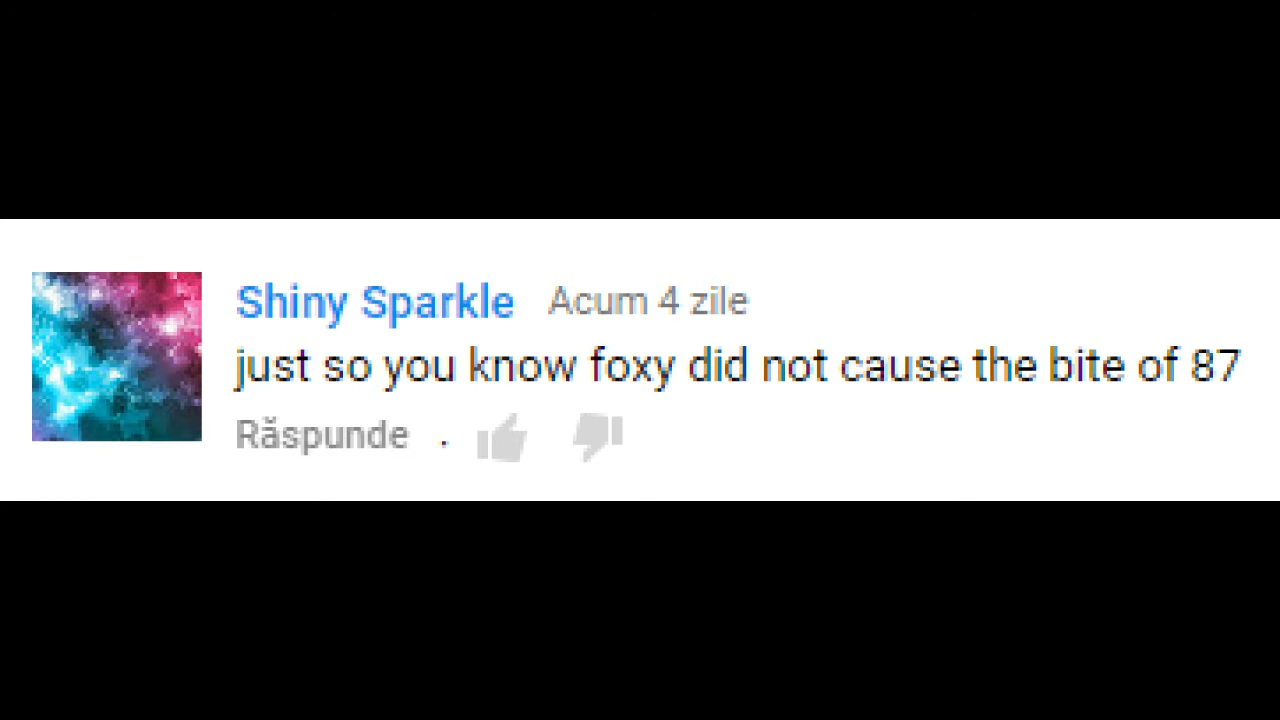 Shiny Sparkle Acum 4 zile
just so you know foxy did not cause the bite of 87
Răspunde .